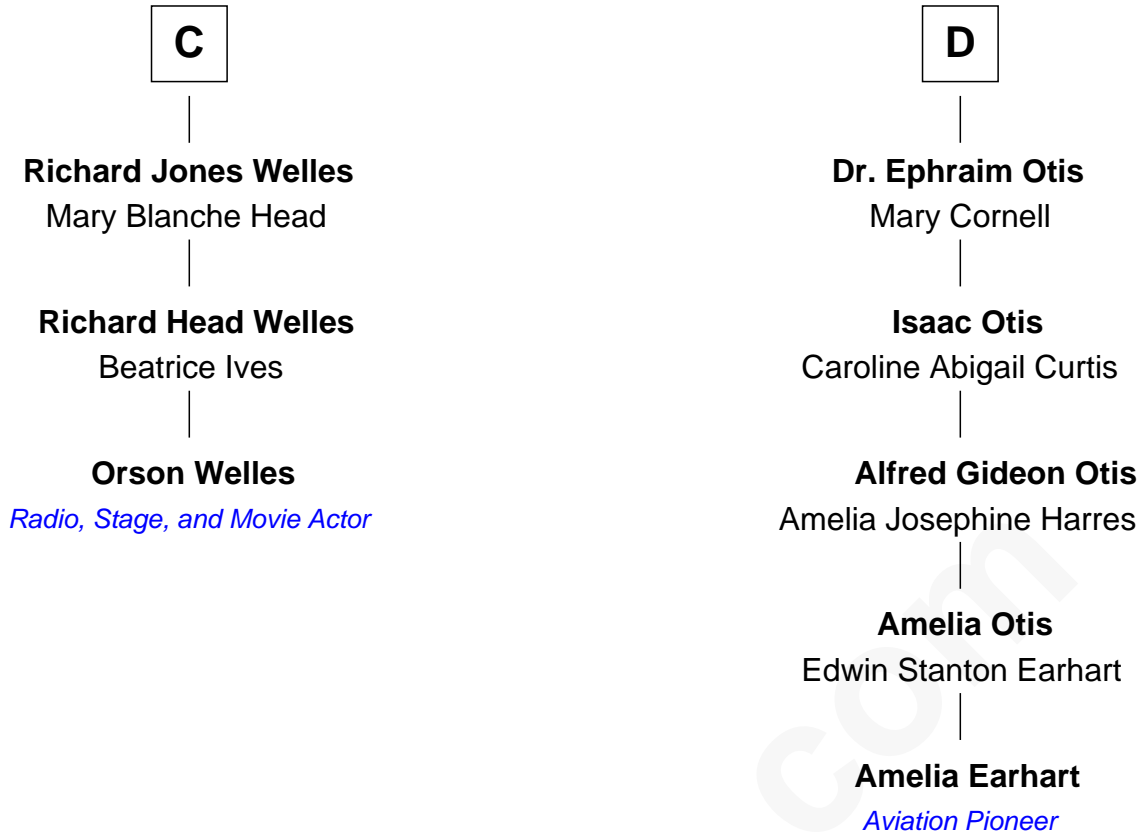 C
Richard Jones Welles
Mary Blanche Head
Richard Head Welles
Beatrice Ives
Orson Welles
Radio, Stage, and Movie Actor
D
Dr. Ephraim Otis
Mary Cornell
Isaac Otis
Caroline Abigail Curtis
Alfred Gideon Otis
Amelia Josephine Harres
Amelia Otis
Edwin Stanton Earhart
Amelia Earhart
Aviation Pioneer
com